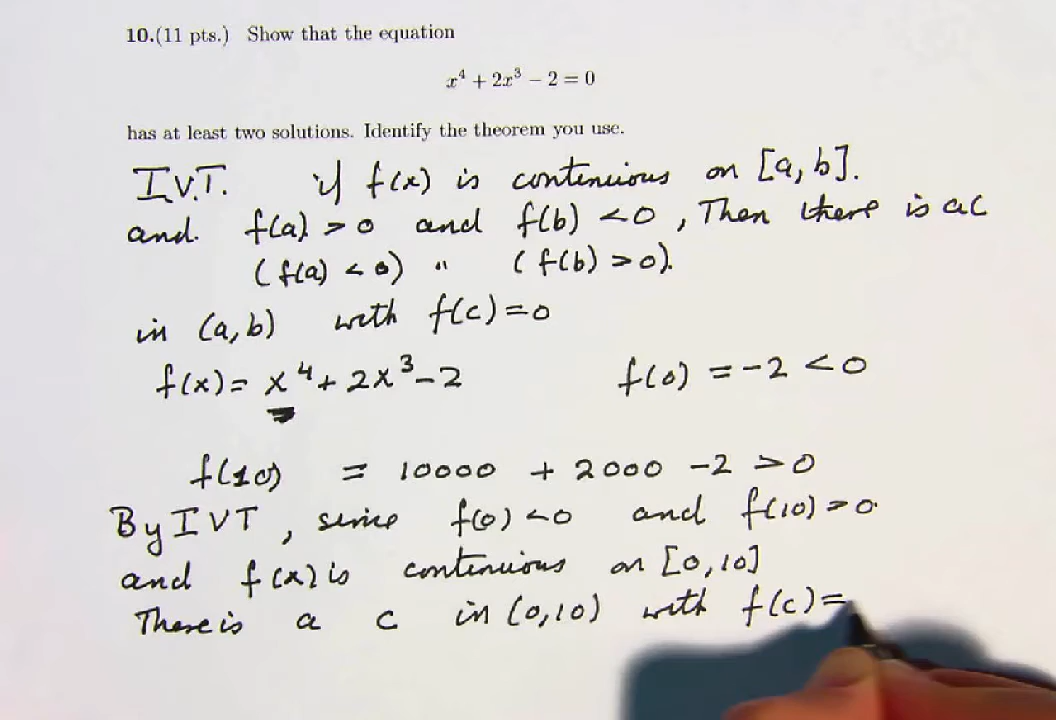 10.(11 pts.) Show that the equation
x⁴ + 2x³ − 2 = 0
has at least two solutions. Identify the theorem you use.
I.V.T. if f(x) is continuious on [a, b].
and. f(a) > 0 and f(b) < 0 , Then there is a c
(f(a) < 0) " (f(b) > 0).
in (a, b) with f(c) = 0
f(x) = x⁴ + 2x³ − 2 f(0) = −2 < 0
f(10) = 10000 + 2000 − 2 > 0
By IVT , since f(0) < 0 and f(10) > 0.
and f(x) is continuious on [0, 10]
There is a c in (0, 10) with f(c) =